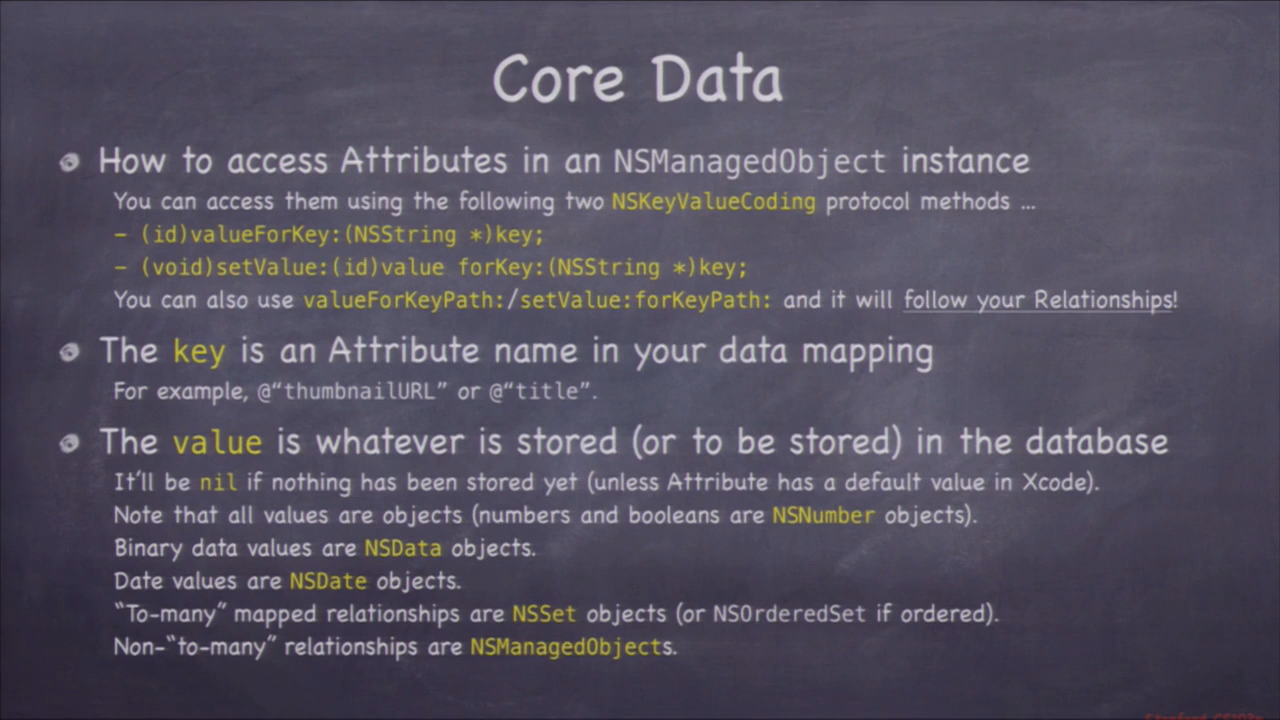 Core Data
How to access Attributes in an NSManagedObject instance
You can access them using the following two NSKeyValueCoding protocol methods ...
- (id)valueForKey:(NSString *)key;
- (void)setValue:(id)value forKey:(NSString *)key;
You can also use valueForKeyPath:/setValue:forKeyPath: and it will follow your Relationships!
The key is an Attribute name in your data mapping
For example, @“thumbnailURL” or @“title”.
The value is whatever is stored (or to be stored) in the database
It’ll be nil if nothing has been stored yet (unless Attribute has a default value in Xcode).
Note that all values are objects (numbers and booleans are NSNumber objects).
Binary data values are NSData objects.
Date values are NSDate objects.
“To-many” mapped relationships are NSSet objects (or NSOrderedSet if ordered).
Non-“to-many” relationships are NSManagedObjects.